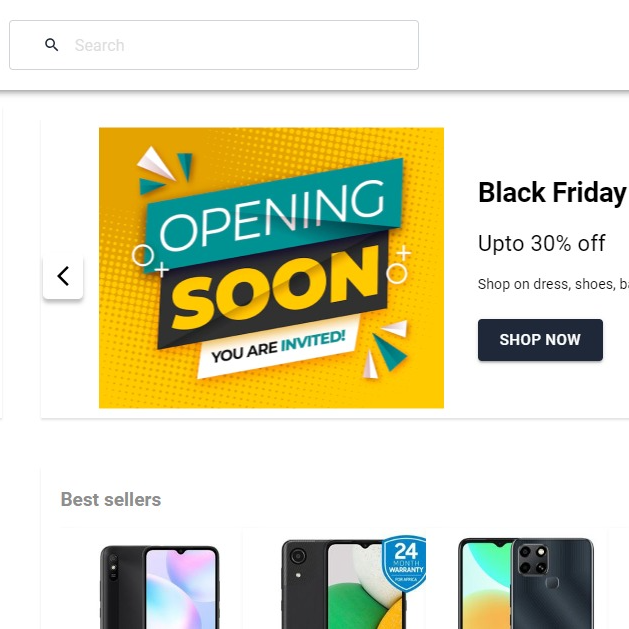 Search
OPENING
SOON
YOU ARE INVITED!
Black Friday
Upto 30% off
Shop on dress, shoes,
SHOP NOW
Best sellers
24
MONTH
WARRANTY
FOR AFRICA